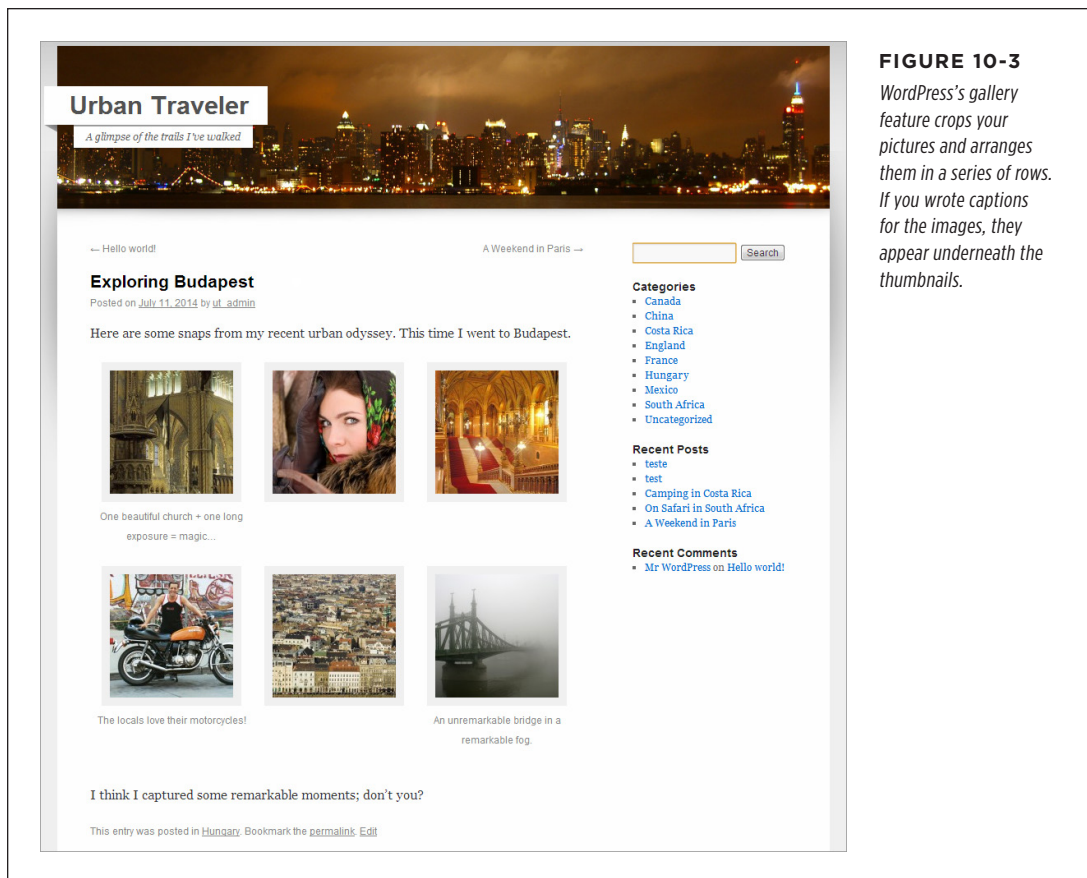 Urban Traveler
A glimpse of the trails I've walked
← Hello world!
A Weekend in Paris →
Exploring Budapest
Posted on July 11, 2014 by ut_admin
Here are some snaps from my recent urban odyssey. This time I went to Budapest.
One beautiful church + one long
exposure = magic...
The locals love their motorcycles!
An unremarkable bridge in a
remarkable fog.
I think I captured some remarkable moments; don't you?
This entry was posted in Hungary. Bookmark the permalink. Edit
Search
Categories
Canada
China
Costa Rica
England
France
Hungary
Mexico
South Africa
Uncategorized
Recent Posts
teste
test
Camping in Costa Rica
On Safari in South Africa
A Weekend in Paris
Recent Comments
Mr WordPress on Hello world!
FIGURE 10-3
WordPress's gallery
feature crops your
pictures and arranges
them in a series of rows.
If you wrote captions
for the images, they
appear underneath the
thumbnails.